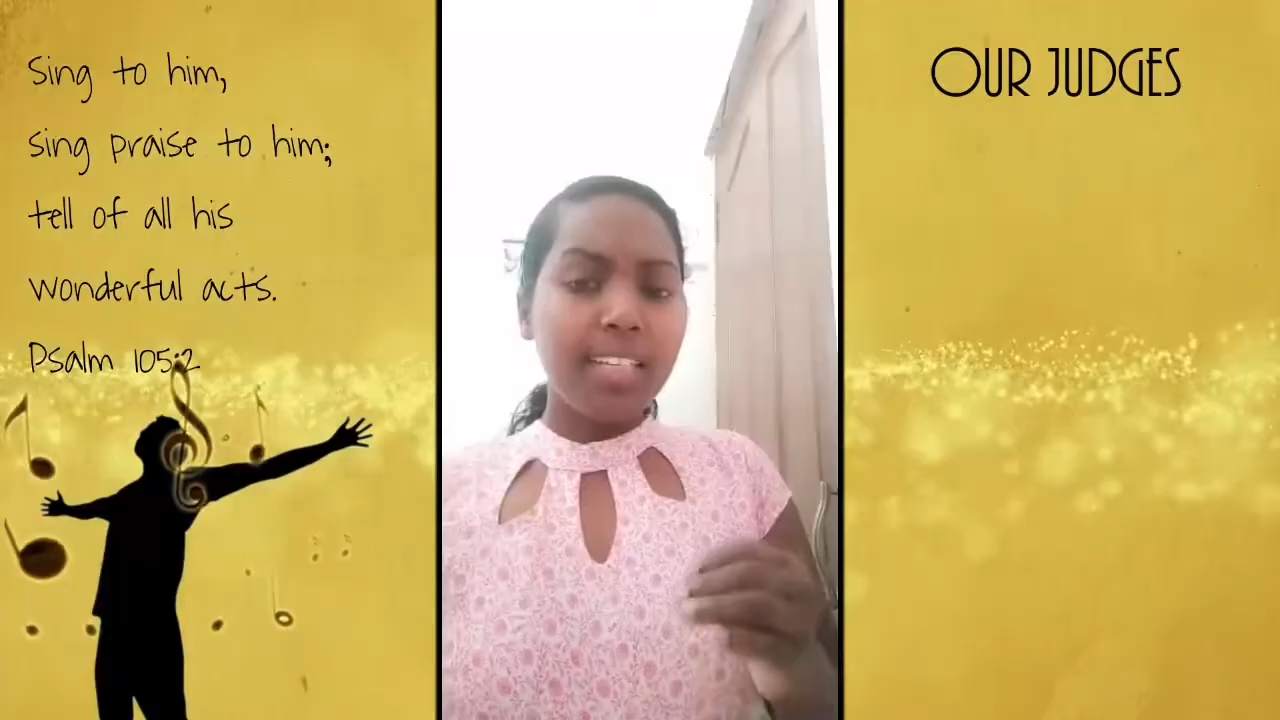 Sing to him,
sing praise to him;
tell of all his
wonderful acts.
Psalm 105:2
OUR JUDGES